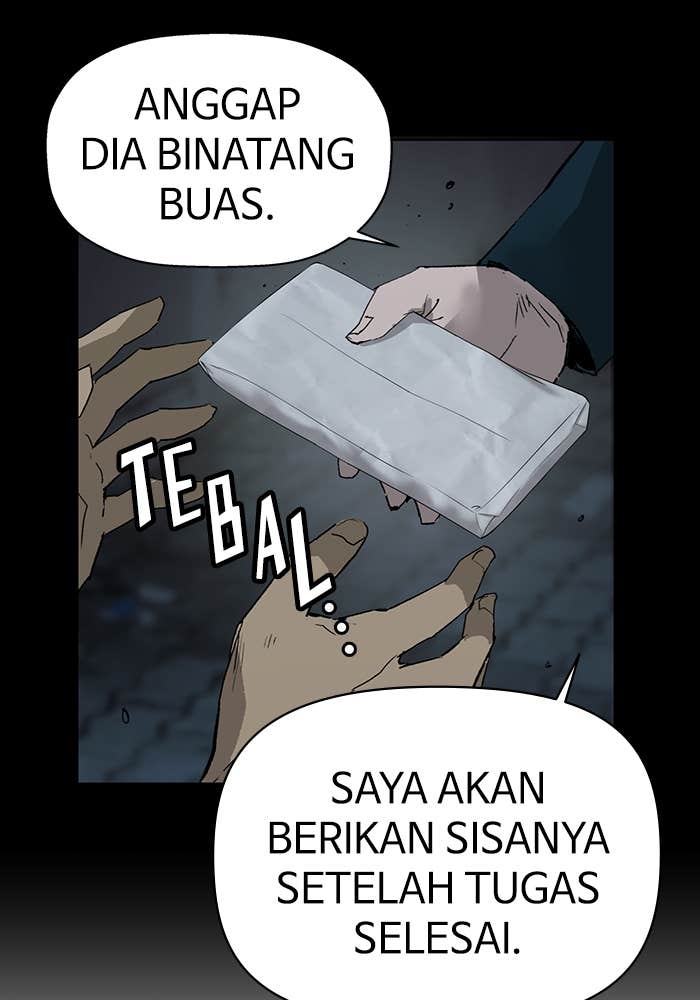 ANGGAP
DIA BINATANG
BUAS.
TEBAL...
SAYA AKAN
BERIKAN SISANYA
SETELAH TUGAS
SELESAI.